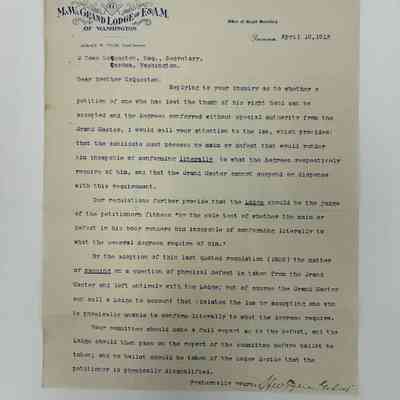 M.W. Grand Lodge of F.&A.M.
OF WASHINGTON
Office of Grand Secretary
Tacoma April 10, 1913
Esq., Secretary.
Washington.
Dear Brother McQuesten:
Replying to your inquiry as to whether a
petition of one who has lost the thumb of his right hand can be
accepted and the degrees conferred without special authority from the
Grand Master, I would call your attention to the law, which provides
that the candidate must possess no maim or defect that would render
him incapable of conforming literally to what the degrees respectively
require of him, and that the Grand Master cannot suspend or dispense
with this requirement.
Our regulations further provide that the Lodge should be the judge
of the petitioners fitness "by the sole test of whether the maim or
defect in his body renders him incapable of conforming literally to
what the several degrees require of him."
By the adoption of this last quoted regulation the matter
of passing on a question of physical defect is taken from the Grand
Master and left entirely with the Lodge; but of course the Grand Master
can call a Lodge to account that violates the law by accepting one who
is physically unable to conform literally to what the degrees require.
Your committee should make a full report as to the defect, and the
Lodge should then pass on the report of the committee before ballot is
taken; and no ballot should be taken if the Lodge decide that the
petitioner is physically disqualified.
Fraternally yours,